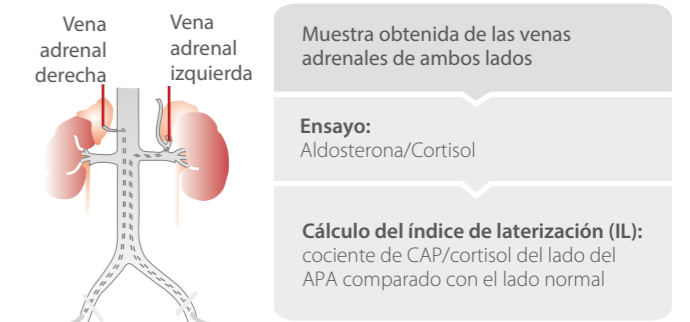 Vena
adrenal
derecha
Vena
adrenal
izquierda
Muestra obtenida de las venas
adrenales de ambos lados
Ensayo:
Aldosterona/Cortisol
Cálculo del índice de laterización (IL):
cociente de CAP/cortisol del lado del
APA comparado con el lado normal